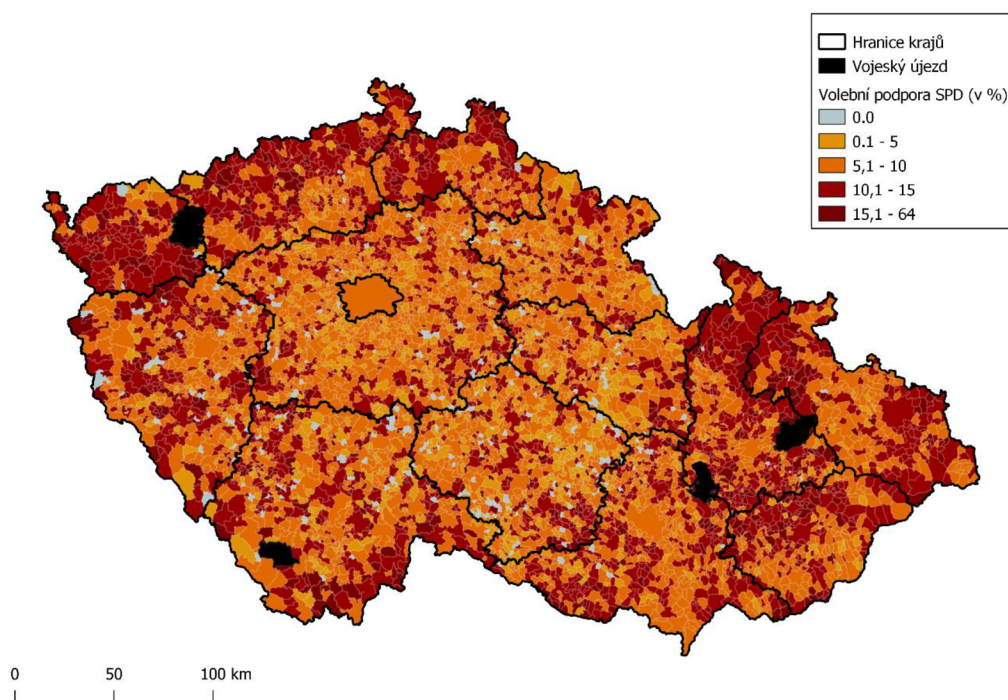 Hranice krajů
Vojeský újezd
Volební podpora SPD (v %)
0.0
0.1 - 5
5,1 - 10
10,1 - 15
15,1 - 64
0 50 100 km